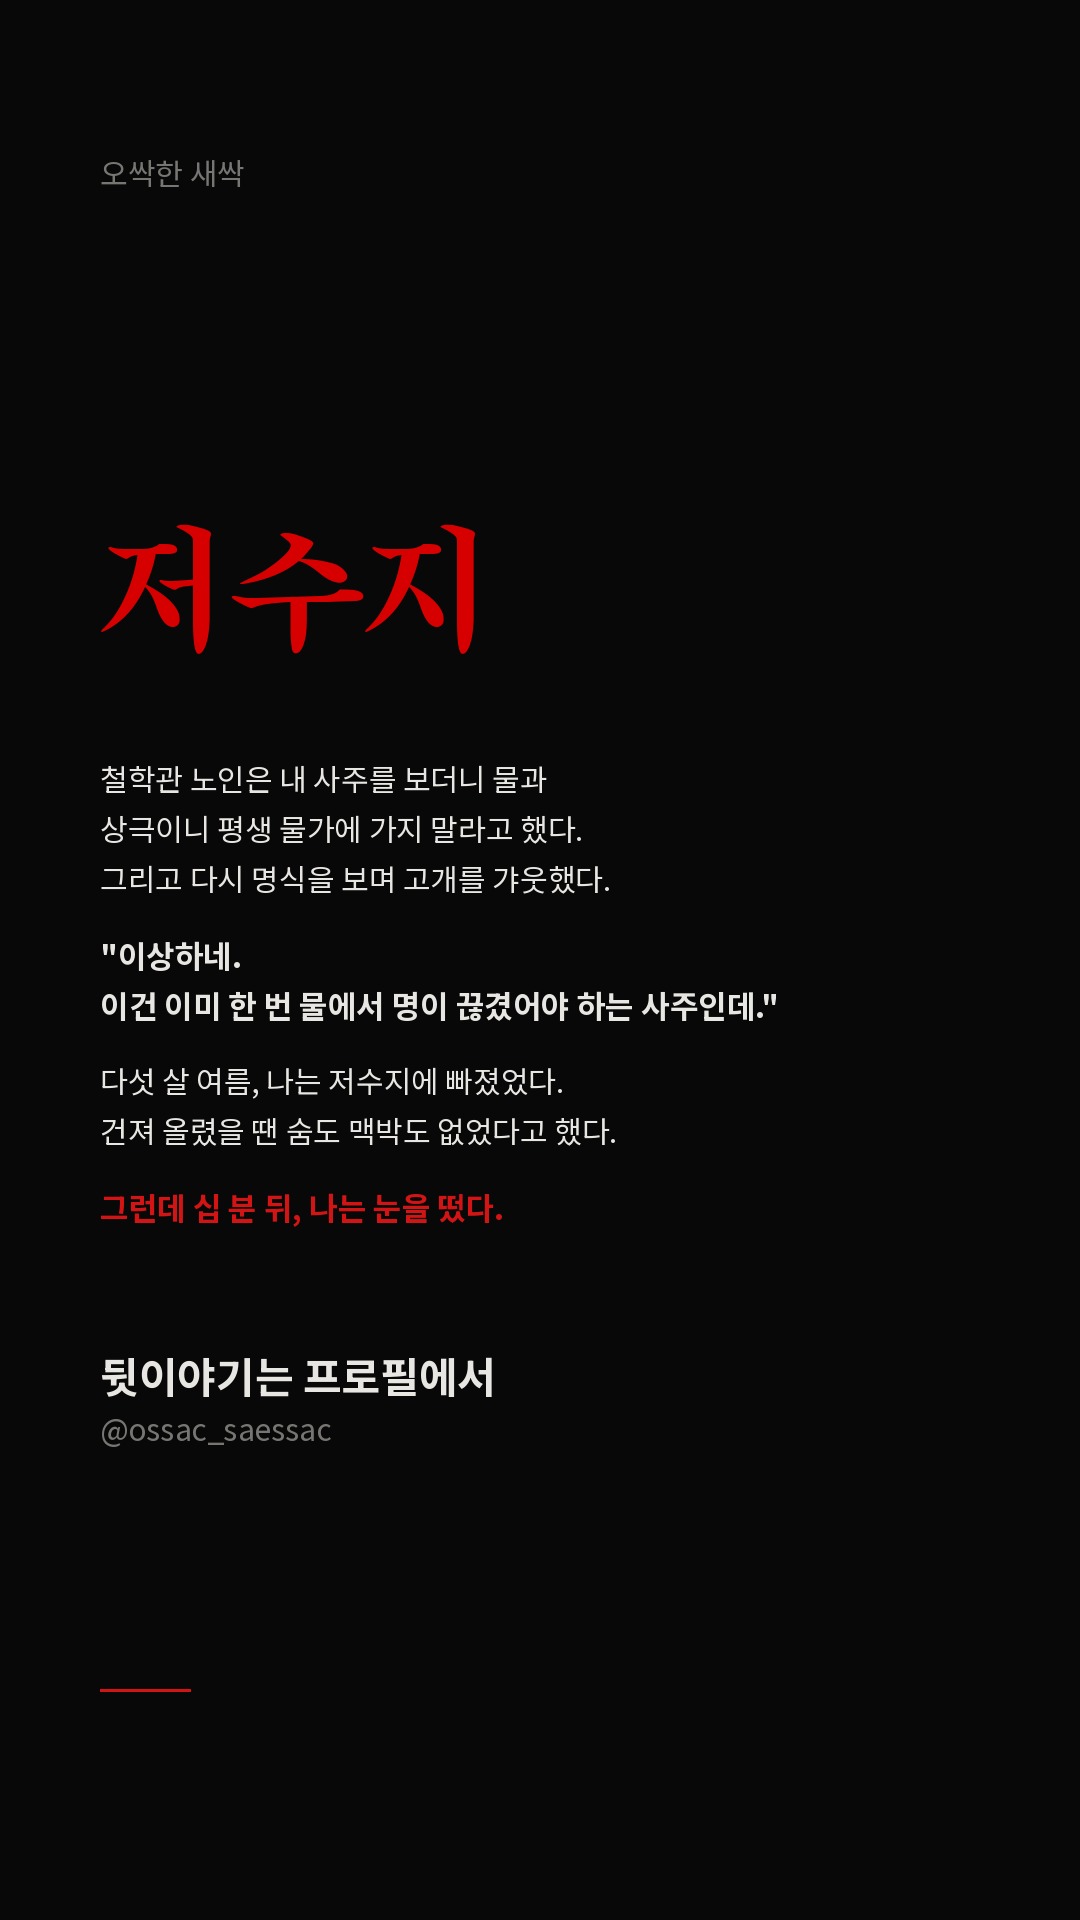 오싹한 새싹
저수지
철학관 노인은 내 사주를 보더니 물과
상극이니 평생 물가에 가지 말라고 했다.
그리고 다시 명식을 보며 고개를 갸웃했다.
"이상하네.
이건 이미 한 번 물에서 명이 끊겼어야 하는 사주인데."
다섯 살 여름, 나는 저수지에 빠졌었다.
건져 올렸을 땐 숨도 맥박도 없었다고 했다.
그런데 십 분 뒤, 나는 눈을 떴다.
뒷이야기는 프로필에서
@ossac_saessac